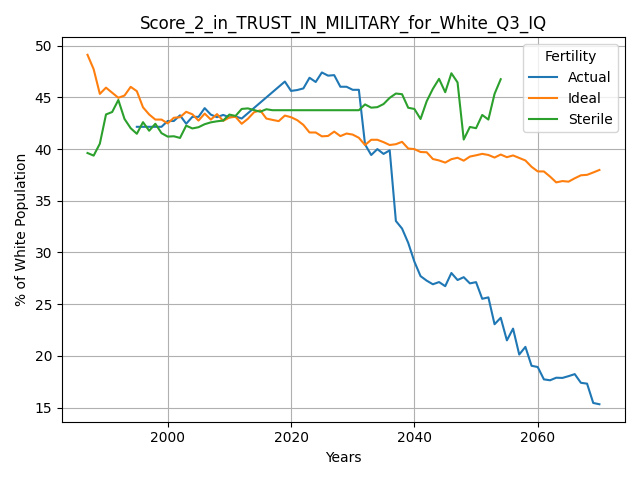 Score_2_in_TRUST_IN_MILITARY_for_White_Q3_IQ
50
45
40
35
30
25
20
15
% of White Population
Fertility
Actual
Ideal
Sterile
2000
2020
2040
2060
Years